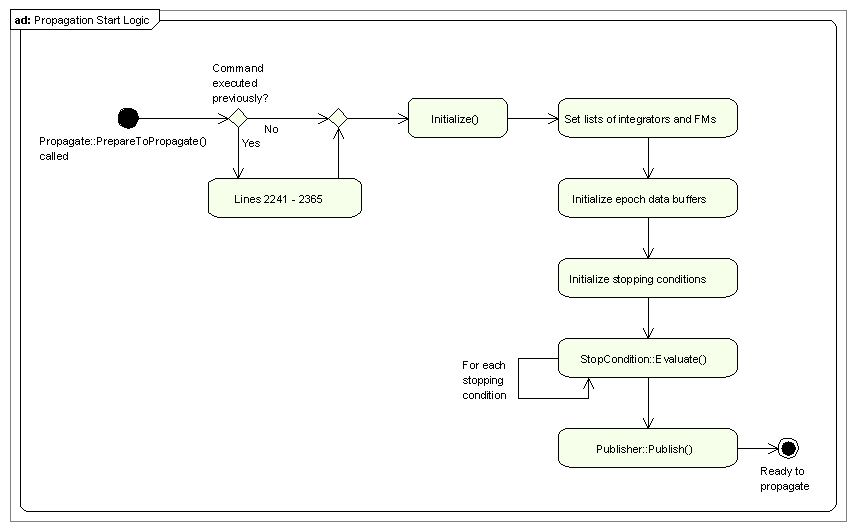 ad: Propagation Start Logic
Command
executed
previously?
Propagate::PrepareToPropagate()
called
No
Yes
Lines 2241 - 2365
Initialize()
Set lists of integrators and FMs
Initialize epoch data buffers
Initialize stopping conditions
StopCondition::Evaluate()
For each
stopping
condition
Publisher::Publish()
Ready to
propagate